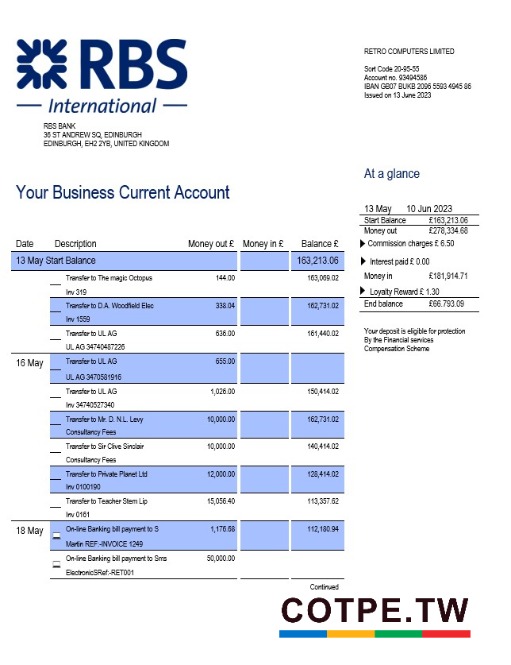 RBS
International
RBS BANK
36 ST ANDREW SQ, EDINBURGH
EDINBURGH, EH2 2YB, UNITED KINGDOM
RETRO COMPUTERS LIMITED
Sort Code 20-95-55
Account no. 93494586
IBAN GB07 BUKB 2096 5593 4945 86
Issued on 13 June 2023
At a glance
13 May 10 Jun 2023
Start Balance £163,213.06
Money out £278,334.68
Commission charges £ 6.50
Interest paid £ 0.00
Money in £181,914.71
Loyalty Reward £ 1.30
End balance £66,793.09
Your deposit is eligible for protection
By the Financial services
Compensation Scheme
Your Business Current Account
Date Description Money out £ Money in £ Balance £
13 May Start Balance 163,213.06
Transfer to The magic Octopus 144.00 163,069.02
Inv 319
Transfer to D.A. Woodfield Elec 338.04 162,731.02
Inv 1559
Transfer to UL AG 636.00 161,440.02
UL AG 34740487226
16 May Transfer to UL AG 655.00
UL AG 3470581916
Transfer to UL AG 1,026.00 150,414.02
Inv 34740527340
Transfer to Mr. D. N.L. Levy 10,000.00 162,731.02
Consultancy Fees
Transfer to Sir Clive Sinclair 10,000.00 140,414.02
Consultancy Fees
Transfer to Private Planet Ltd 12,000.00 128,414.02
Inv 0100190
Transfer to Teacher Stem Lip 15,056.40 113,357.62
Inv 0161
18 May On-line Banking bill payment to S 1,176.68 112,180.94
Martin REF:-INVOICE 1249
On-line Banking bill payment to Sms 50,000.00
ElectronicSRef:-RET001
Continued
COTPE.TW